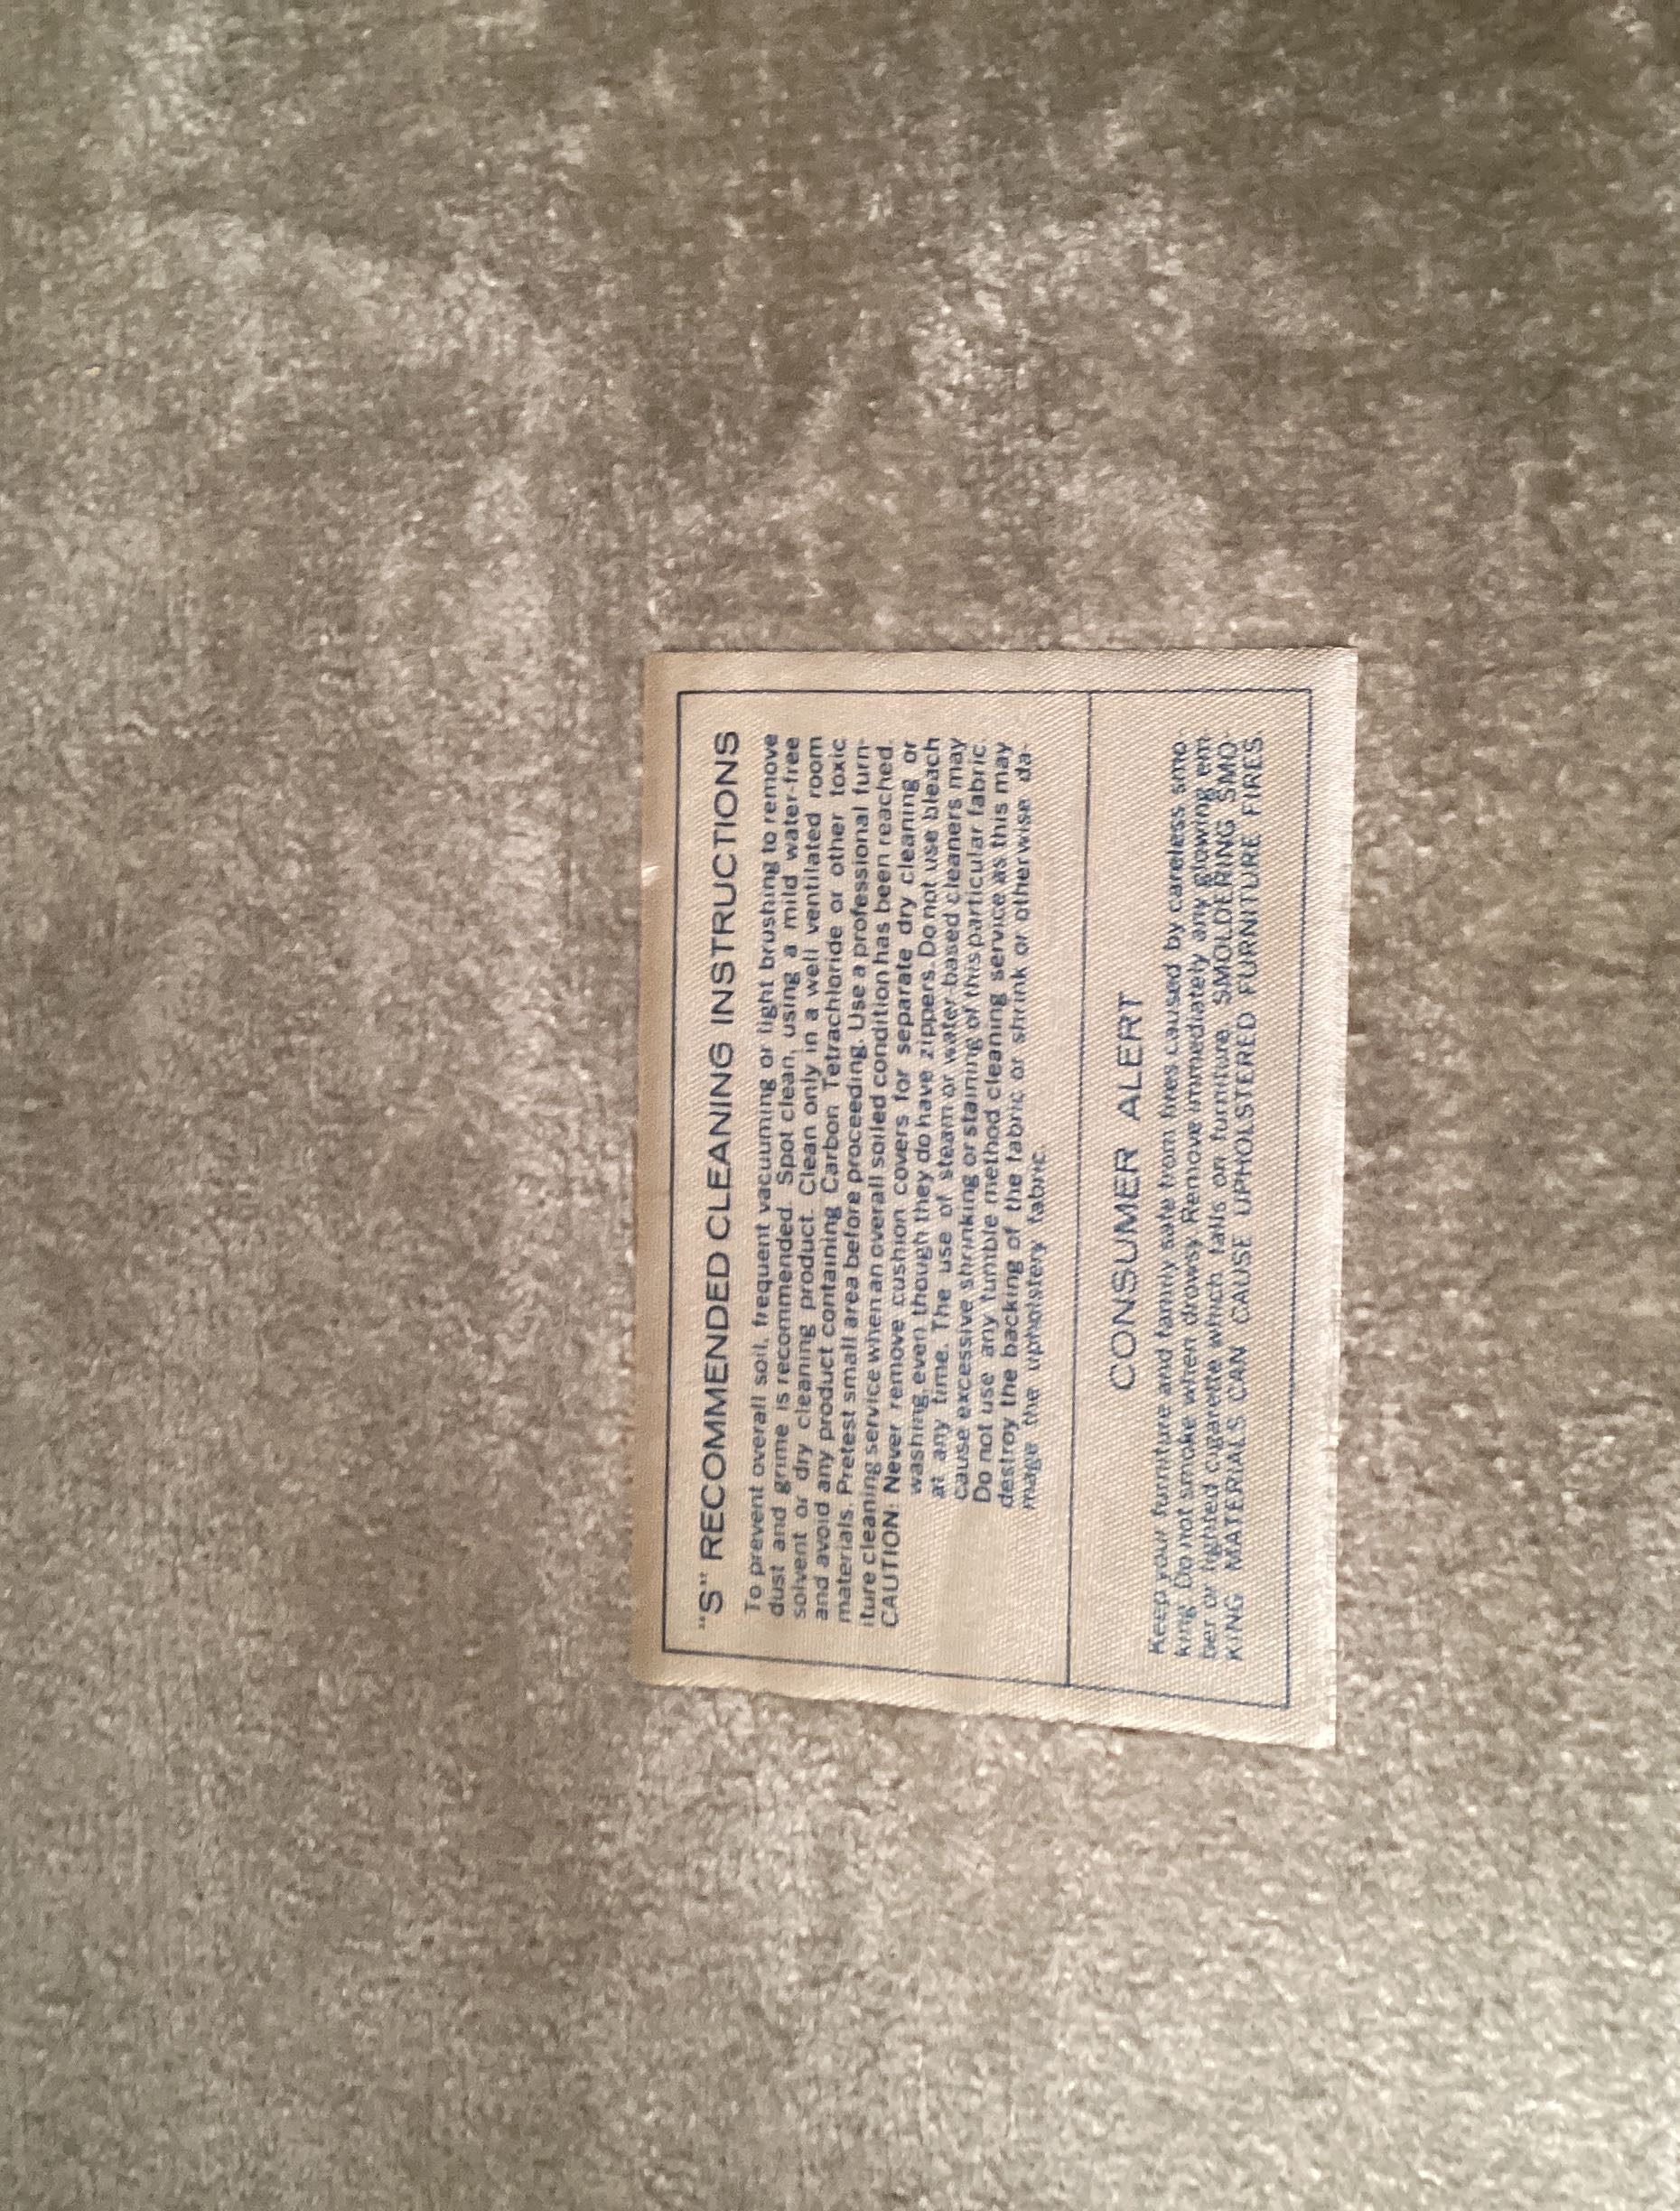 "S" RECOMMENDED CLEANING INSTRUCTIONS
To prevent overall soil, frequent vacuuming or light brushing to remove
dust and grime is recommended. Spot clean, using a mild water-free
solvent or dry cleaning product. Clean only in a well ventilated room
and avoid any product containing Carbon Tetrachloride or other toxic
materials. Pretest small area before proceeding. Use a professional furn-
iture cleaning service when an overall soiled condition has been reached.
CAUTION: Never remove cushion covers for separate dry cleaning or
washing, even though they do have zippers. Do not use bleach
at any time. The use of steam or water-based cleaners may
cause excessive shrinking or staining of this particular fabric.
Do not use any tumble method cleaning service as this may
destroy the backing of the fabric or shrink or otherwise da-
mage the upholstery fabric.
CONSUMER ALERT
Keep your furniture and family safe from fires caused by careless smo-
king. Do not smoke when drowsy. Remove immediately any glowing em-
ber or lighted cigarette which falls on furniture. SMOLDERING SMO-
KING MATERIALS CAN CAUSE UPHOLSTERED FURNITURE FIRES.